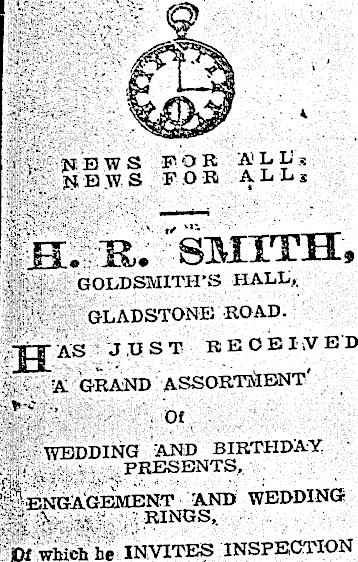 NEWS FOR ALL:
NEWS FOR ALL:
H. R. SMITH,
GOLDSMITH'S HALL,
GLADSTONE ROAD.
HAS JUST RECEIVED
A GRAND ASSORTMENT
Of
WEDDING AND BIRTHDAY
PRESENTS,
ENGAGEMENT AND WEDDING
RINGS,
Of which he INVITES INSPECTION